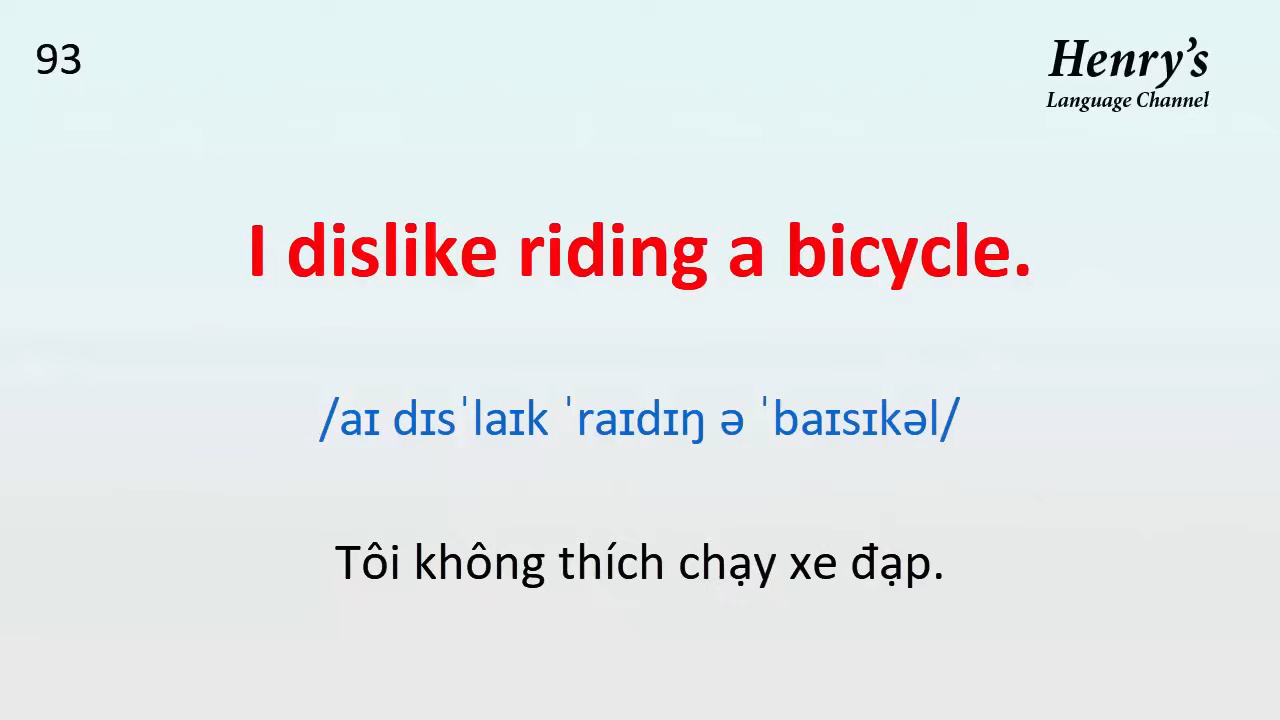 93
Henry’s
Language Channel
I dislike riding a bicycle.
/aɪ dɪsˈlaɪk ˈraɪdɪŋ ə ˈbaɪsɪkəl/
Tôi không thích chạy xe đạp.